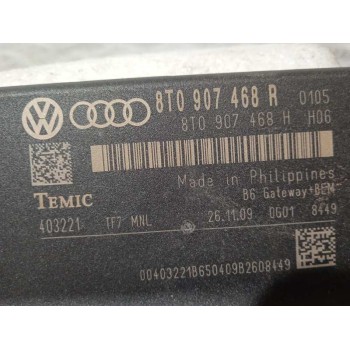 8T0 907 468 R 0105
8T0 907 468 H H06
Made in Philippines
B6 Gateway+BEM
TEMIC
403221 TF7 MNL 26.11.09 0G01 8449
00403221B650409B2608449